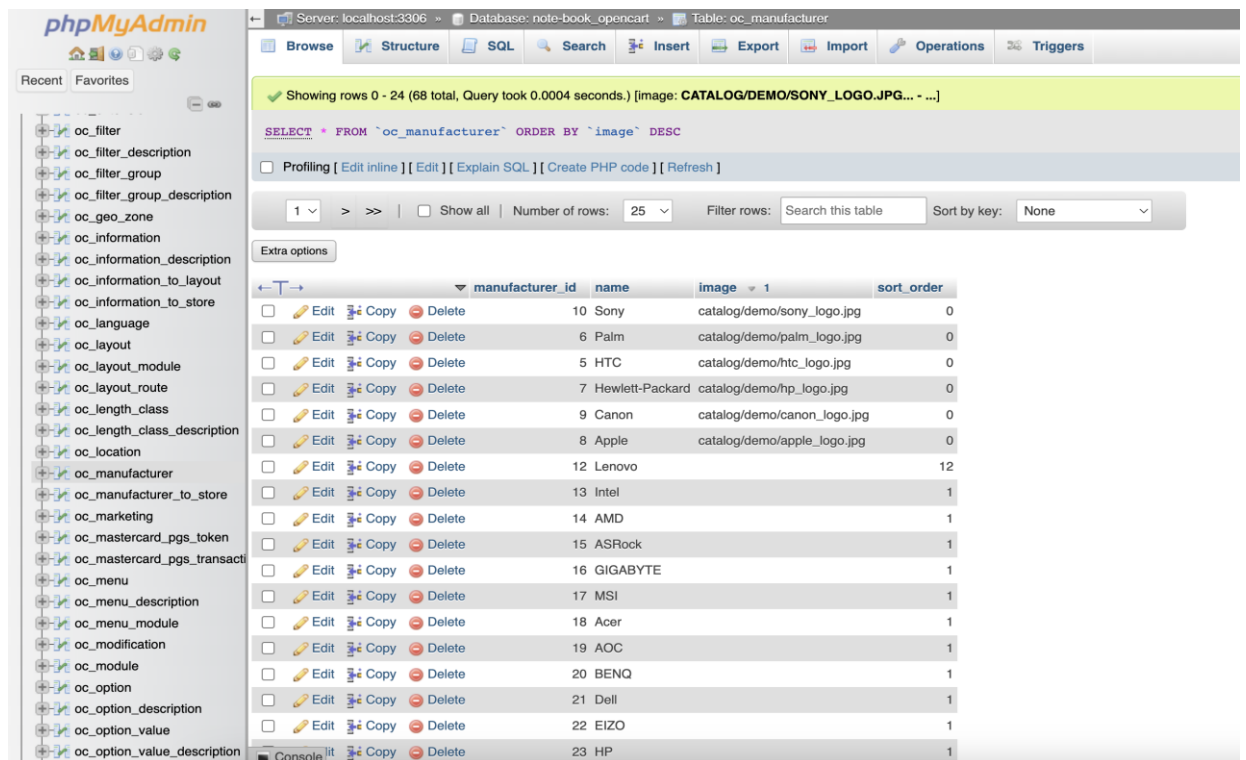 phpMyAdmin
Recent Favorites
oc_filter
oc_filter_description
oc_filter_group
oc_filter_group_description
oc_geo_zone
oc_information
oc_information_description
oc_information_to_layout
oc_information_to_store
oc_language
oc_layout
oc_layout_module
oc_layout_route
oc_length_class
oc_length_class_description
oc_location
oc_manufacturer
oc_manufacturer_to_store
oc_marketing
oc_mastercard_pgs_token
oc_mastercard_pgs_transacti
oc_menu
oc_menu_description
oc_menu_module
oc_modification
oc_module
oc_option
oc_option_description
oc_option_value
oc_option_value_description
← Server: localhost:3306 » Database: note-book_opencart » Table: oc_manufacturer
Browse Structure SQL Search Insert Export Import Operations Triggers
Showing rows 0 - 24 (68 total, Query took 0.0004 seconds.) [image: CATALOG/DEMO/SONY_LOGO.JPG... - ...]
SELECT * FROM `oc_manufacturer` ORDER BY `image` DESC
Profiling [ Edit inline ] [ Edit ] [ Explain SQL ] [ Create PHP code ] [ Refresh ]
1 > >> | Show all | Number of rows: 25 Filter rows: Search this table Sort by key: None
Extra options
←T→ manufacturer_id name image 1 sort_order
Edit Copy Delete 10 Sony catalog/demo/sony_logo.jpg 0
Edit Copy Delete 6 Palm catalog/demo/palm_logo.jpg 0
Edit Copy Delete 5 HTC catalog/demo/htc_logo.jpg 0
Edit Copy Delete 7 Hewlett-Packard catalog/demo/hp_logo.jpg 0
Edit Copy Delete 9 Canon catalog/demo/canon_logo.jpg 0
Edit Copy Delete 8 Apple catalog/demo/apple_logo.jpg 0
Edit Copy Delete 12 Lenovo 12
Edit Copy Delete 13 Intel 1
Edit Copy Delete 14 AMD 1
Edit Copy Delete 15 ASRock 1
Edit Copy Delete 16 GIGABYTE 1
Edit Copy Delete 17 MSI 1
Edit Copy Delete 18 Acer 1
Edit Copy Delete 19 AOC 1
Edit Copy Delete 20 BENQ 1
Edit Copy Delete 21 Dell 1
Edit Copy Delete 22 EIZO 1
Console Copy Delete 23 HP 1